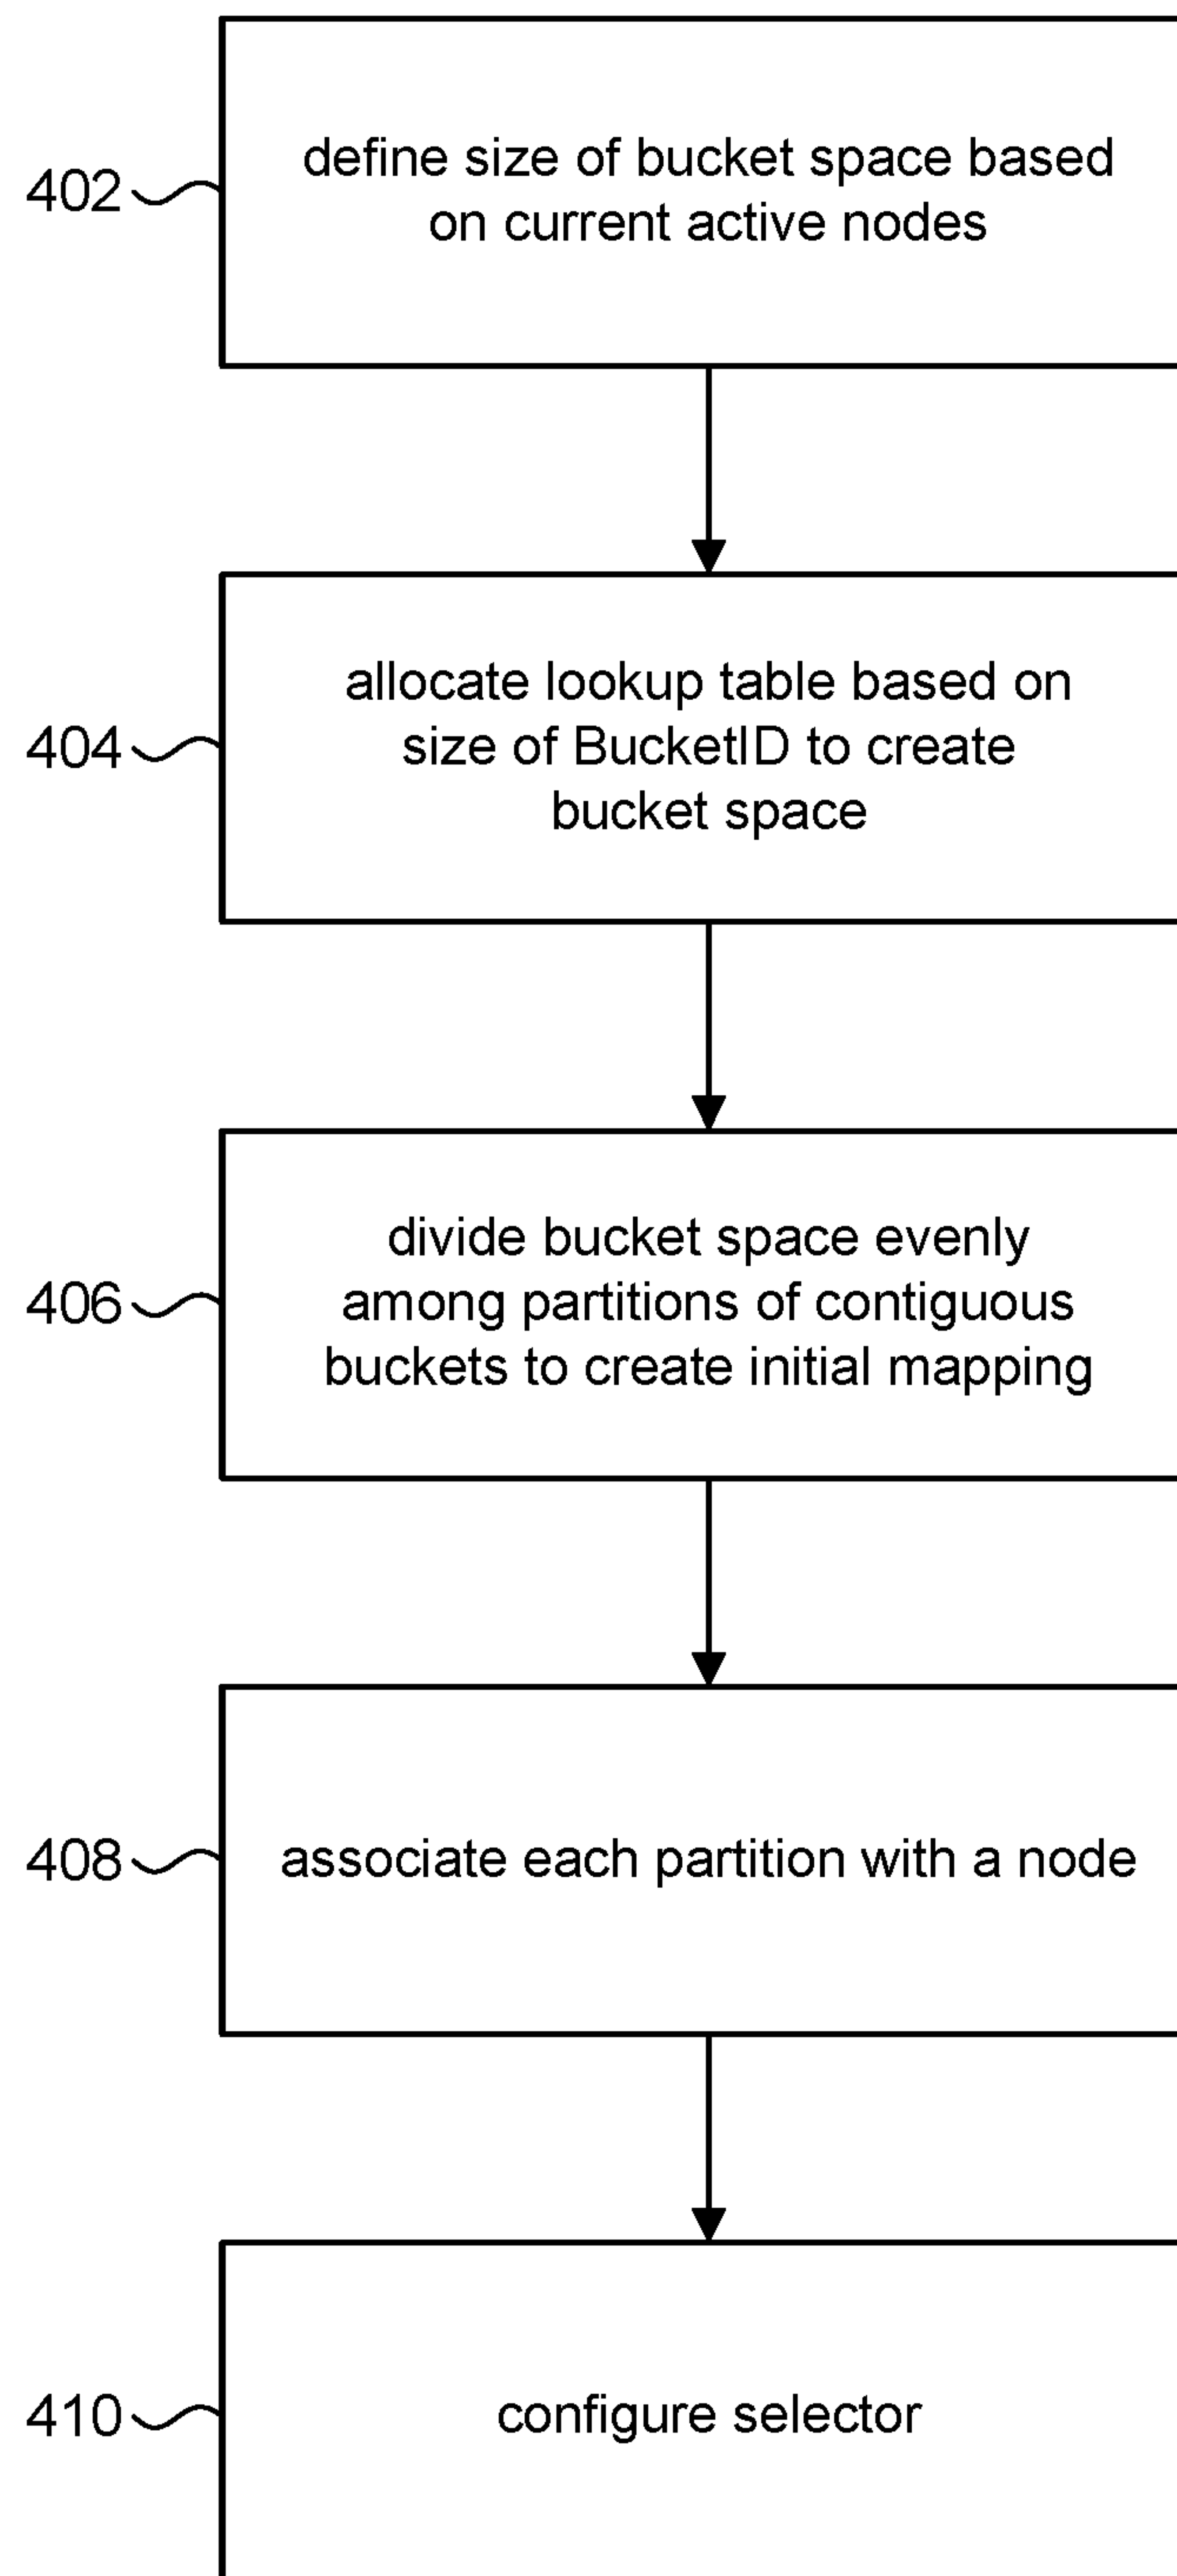 402
define size of bucket space based
on current active nodes
404
allocate lookup table based on
size of BucketID to create
bucket space
406
divide bucket space evenly
among partitions of contiguous
buckets to create initial mapping
408
associate each partition with a node
410
configure selector